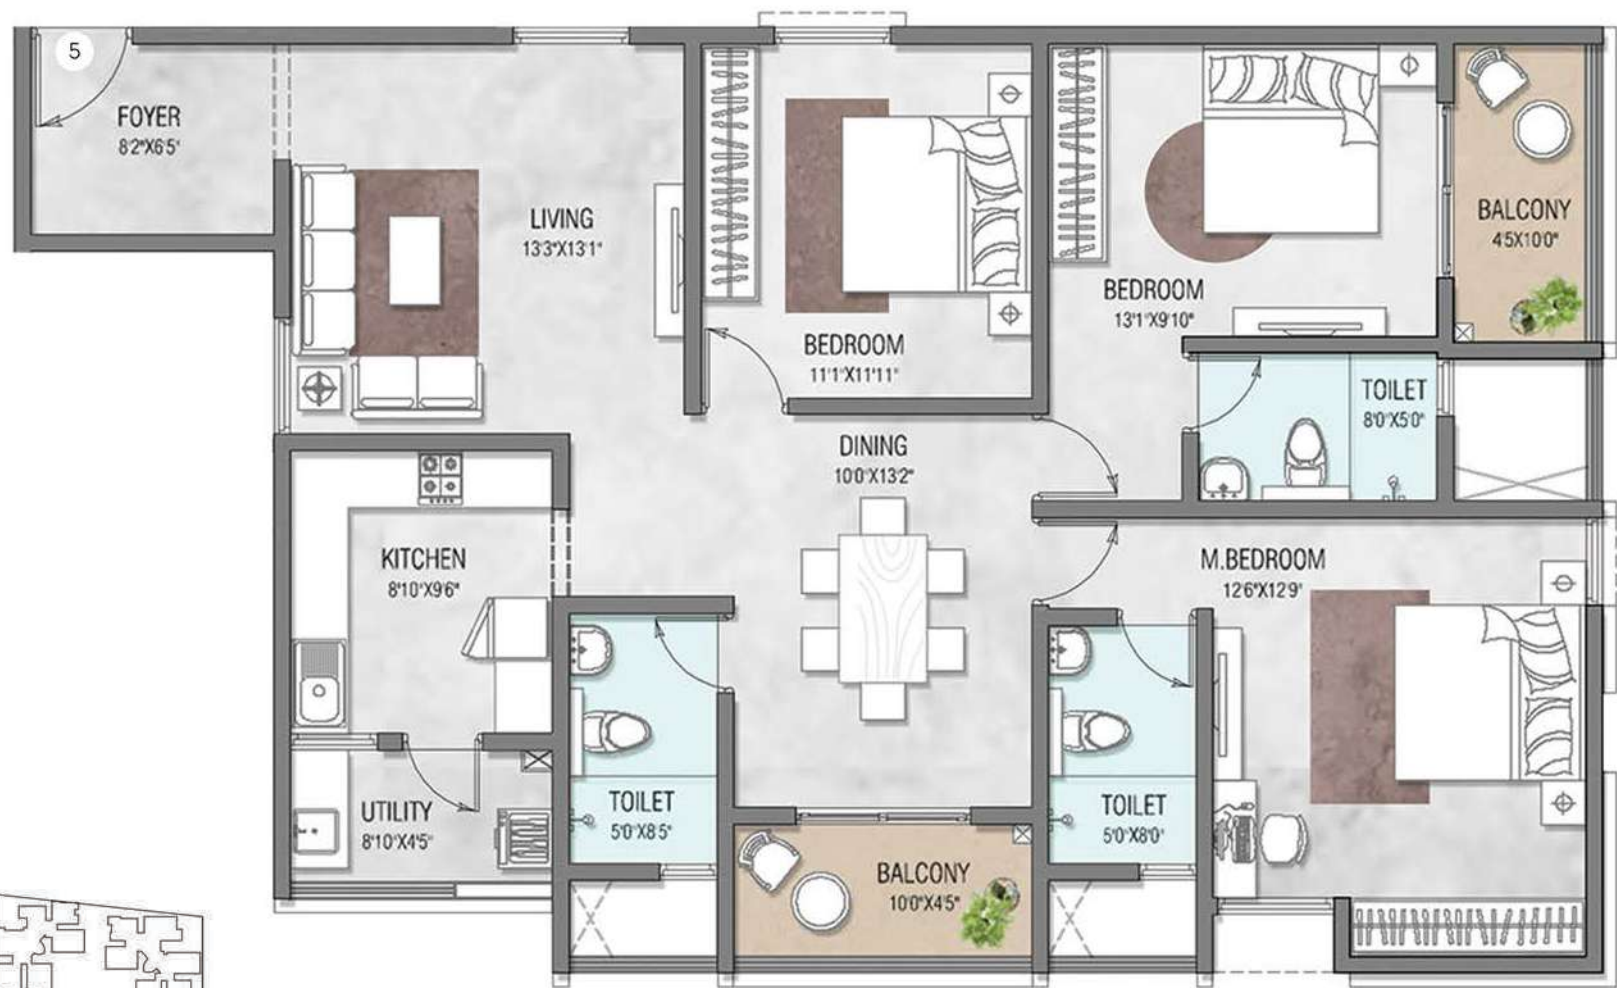 5
FOYER
8'2"X6'5"
LIVING
13'3"X13'1"
BEDROOM
11'1"X11'11"
BEDROOM
13'1"X9'10"
BALCONY
4'5X10'0"
TOILET
8'0"X5'0"
DINING
10'0"X13'2"
KITCHEN
8'10"X9'6"
M.BEDROOM
12'6"X12'9"
UTILITY
8'10"X4'5"
TOILET
5'0"X8'5"
BALCONY
10'0"X4'5"
TOILET
5'0"X8'0"